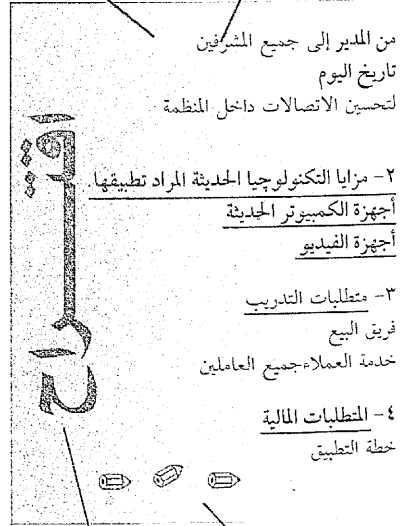 من المدير إلى جميع المشرفين
تاريخ اليوم
لتحسين الاتصالات داخل المنظمة
٢- مزايا التكنولوجيا الحديثة المراد تطبيقها.
أجهزة الكمبيوتر الحديثة
أجهزة الفيديو
٣- متطلبات التدريب
فريق البيع
خدمة العملاء-جميع العاملين
٤- المتطلبات المالية
خطة التطبيق
اقتراح